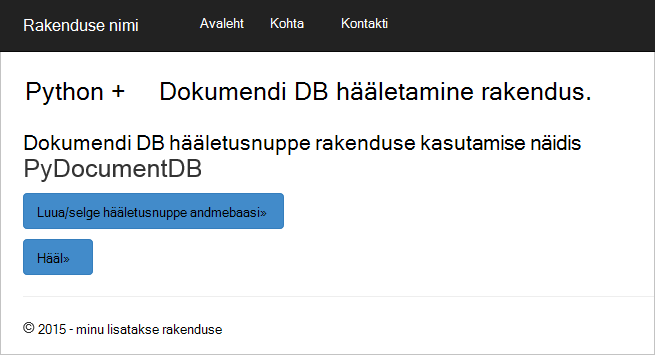 Rakenduse nimi Avaleht Kohta Kontakti
Python + Dokumendi DB hääletamine rakendus.
Dokumendi DB hääletusnuppe rakenduse kasutamise näidis
PyDocumentDB
Luua/selge hääletusnuppe andmebaasi»
Hääl»
© 2015 - minu lisatakse rakenduse